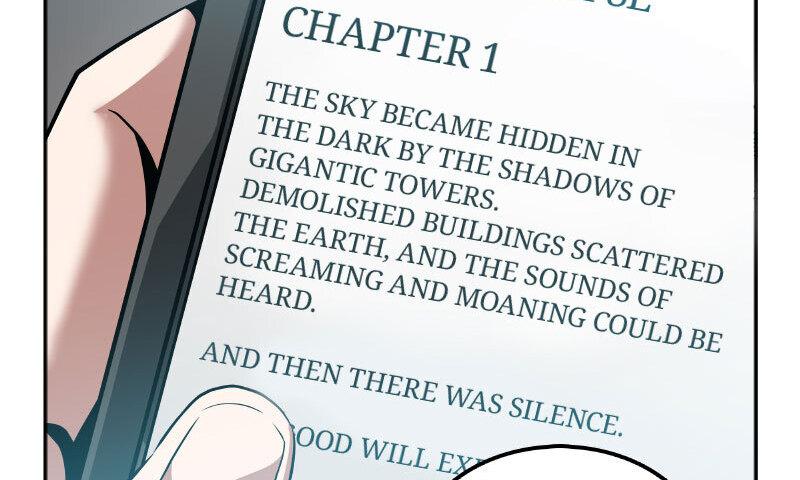 CHAPTER 1
THE SKY BECAME HIDDEN IN
THE DARK BY THE SHADOWS OF
GIGANTIC TOWERS.
DEMOLISHED BUILDINGS SCATTERED
THE EARTH, AND THE SOUNDS OF
SCREAMING AND MOANING COULD BE
HEARD.
AND THEN THERE WAS SILENCE.
WILL